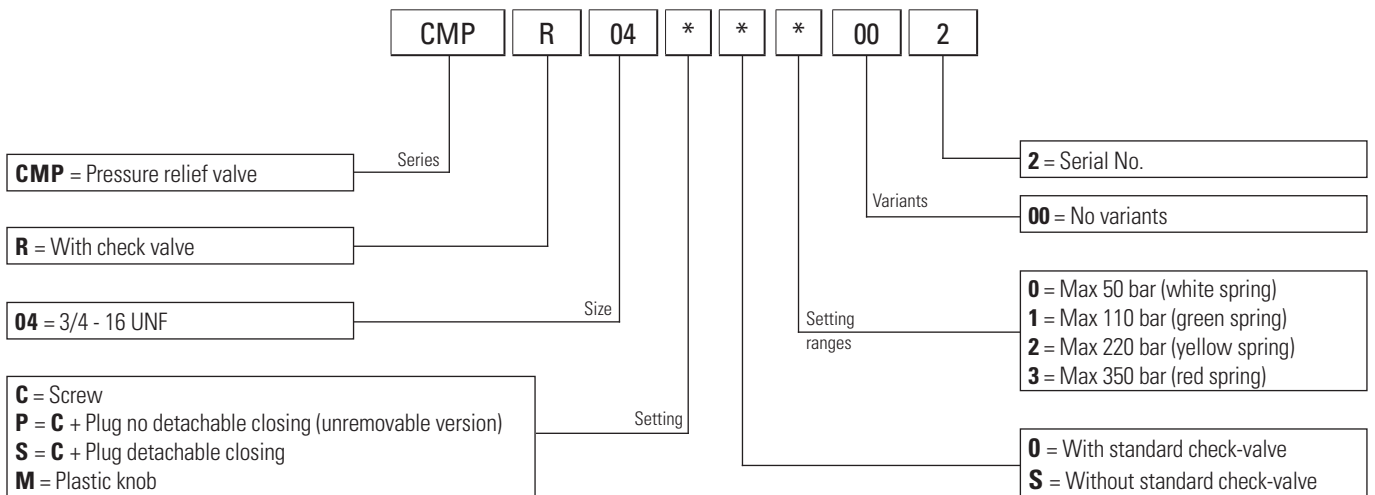 CMP R 04 * * * 00 2
CMP = Pressure relief valve
Series
R = With check valve
04 = 3/4 - 16 UNF
Size
C = Screw
P = C + Plug no detachable closing (unremovable version)
S = C + Plug detachable closing
M = Plastic knob
Setting
2 = Serial No.
Variants
00 = No variants
Setting
ranges
0 = Max 50 bar (white spring)
1 = Max 110 bar (green spring)
2 = Max 220 bar (yellow spring)
3 = Max 350 bar (red spring)
0 = With standard check-valve
S = Without standard check-valve